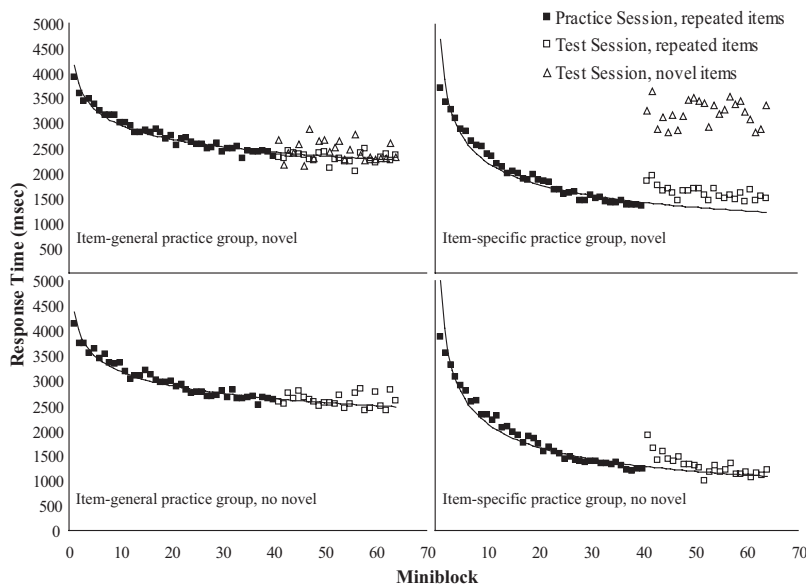 5000
4500
4000
3500
3000
2500
2000
1500
1000
500
■ Practice Session, repeated items
□ Test Session, repeated items
△ Test Session, novel items
Item-general practice group, novel
Item-specific practice group, novel
Response Time (msec)
5000
4500
4000
3500
3000
2500
2000
1500
1000
500
0
Item-general practice group, no novel
Item-specific practice group, no novel
0 10 20 30 40 50 60 70 0 10 20 30 40 50 60 70
Miniblock